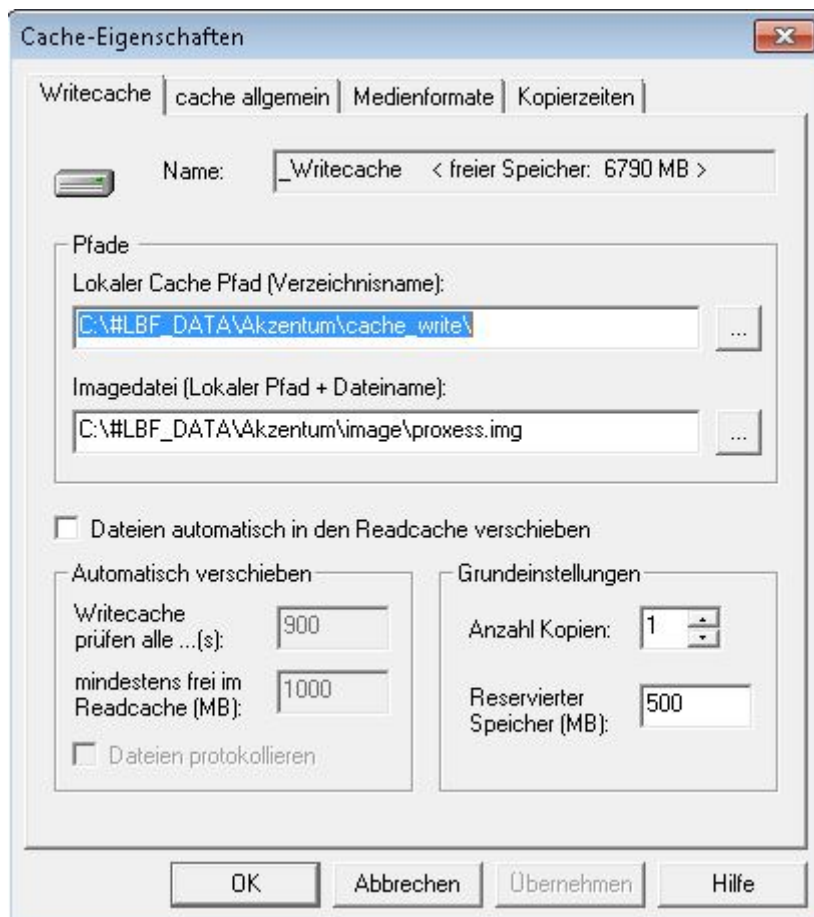 Cache-Eigenschaften
Writecache cache allgemein Medienformate Kopierzeiten
Name: _Writecache < freier Speicher: 6790 MB >
Pfade
Lokaler Cache Pfad (Verzeichnisname):
C:\#LBF_DATA\Akzentum\cache_write\
...
Imagedatei (Lokaler Pfad + Dateiname):
C:\#LBF_DATA\Akzentum\image\proxess.img
...
Dateien automatisch in den Readcache verschieben
Automatisch verschieben
Writecache
prüfen alle ...(s):
900
mindestens frei im
Readcache (MB):
1000
Dateien protokollieren
Grundeinstellungen
Anzahl Kopien: 1
Reservierter
Speicher (MB):
500
OK Abbrechen Übernehmen Hilfe